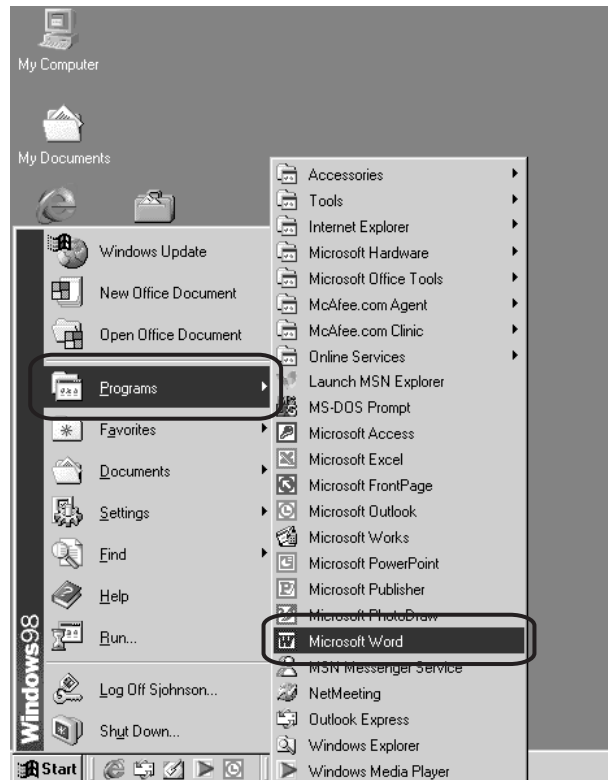 My Computer
My Documents
Windows Update
New Office Document
Open Office Document
Programs
Favorites
Documents
Settings
Find
Help
Run...
Log Off Sjohnson...
Shut Down...
Windows98
Start
Accessories
Tools
Internet Explorer
Microsoft Hardware
Microsoft Office Tools
McAfee.com Agent
McAfee.com Clinic
Online Services
Launch MSN Explorer
MS-DOS Prompt
Microsoft Access
Microsoft Excel
Microsoft FrontPage
Microsoft Outlook
Microsoft Works
Microsoft PowerPoint
Microsoft Publisher
Microsoft PhotoDraw
Microsoft Word
MSN Messenger Service
NetMeeting
Outlook Express
Windows Explorer
Windows Media Player